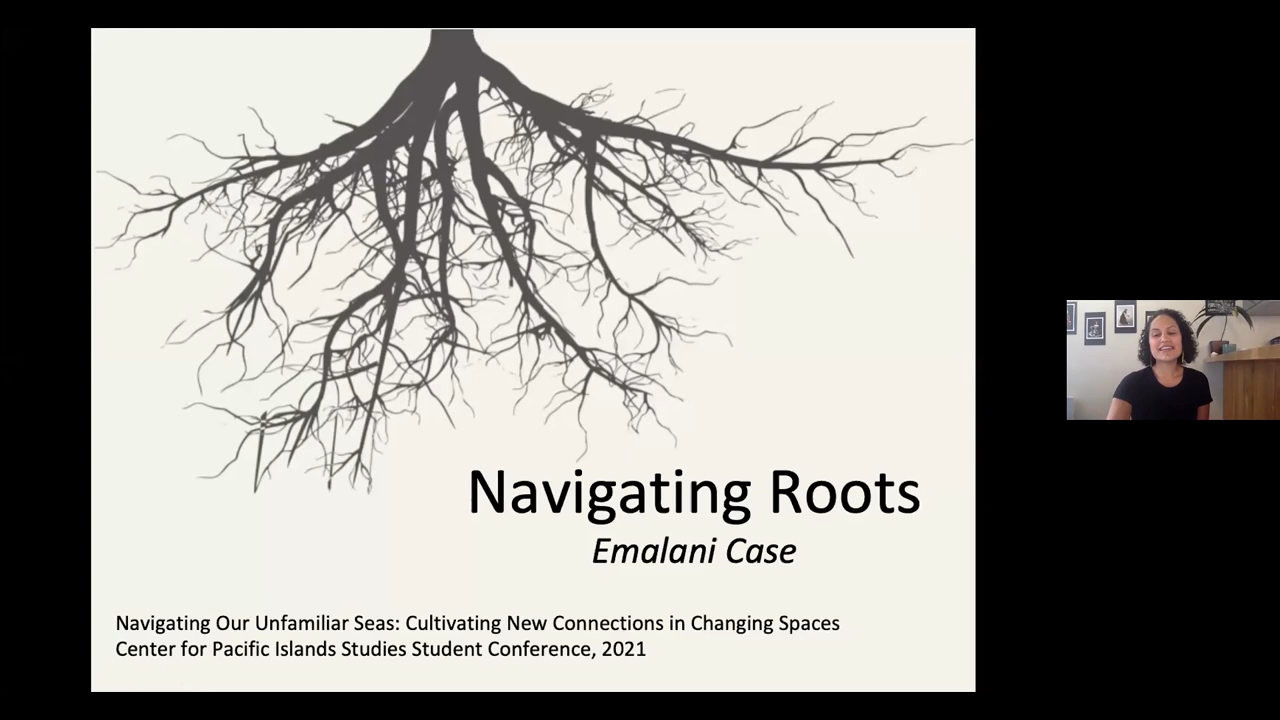 Navigating Roots
Emalani Case
Navigating Our Unfamiliar Seas: Cultivating New Connections in Changing Spaces
Center for Pacific Islands Studies Student Conference, 2021